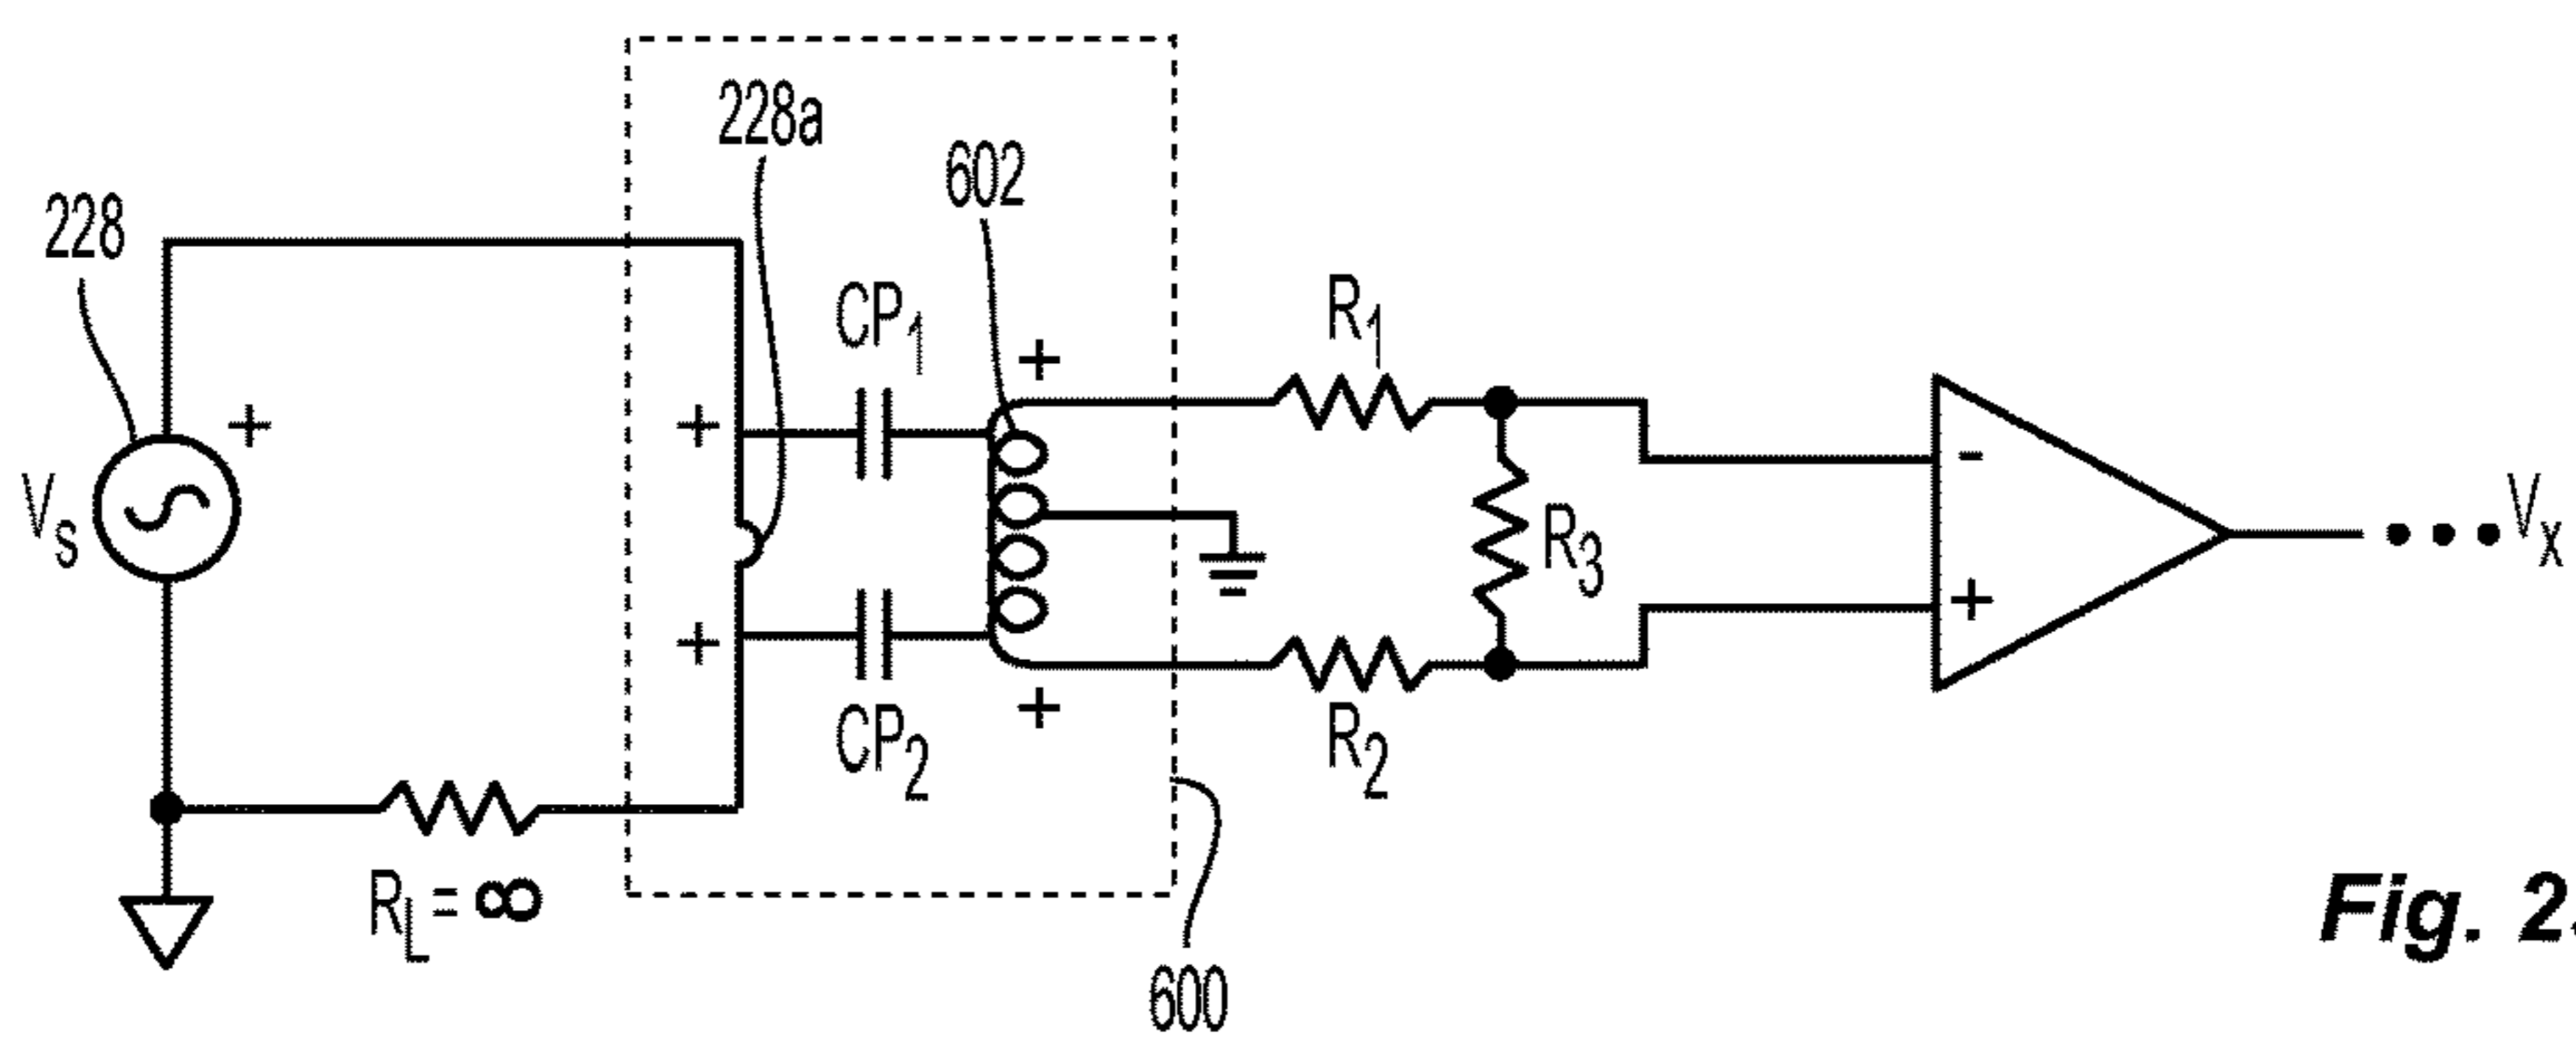 228
228a
602
CP1
R1
+
+
+
-
Vs
R3
Vx
+
+
CP2
+
R2
RL= ∞
600
Fig. 2